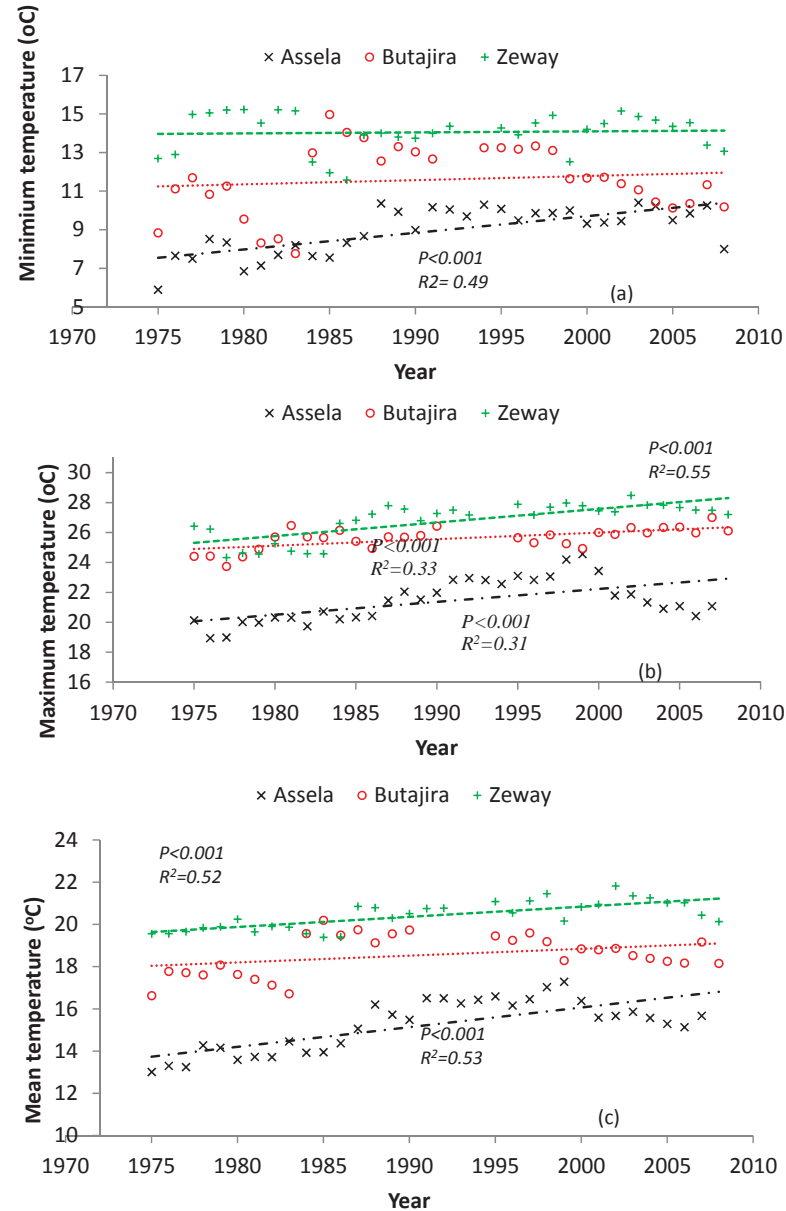 Minimium temperature (oC)
Assela Butajira Zeway
17
15
13
11
9
7
5
P<0.001
R2= 0.49
(a)
1970 1975 1980 1985 1990 1995 2000 2005 2010
Year
Maximum temperature (oC)
Assela Butajira Zeway
P<0.001
R²=0.55
30
28
26
24
22
20
18
16
P<0.001
R²=0.33
P<0.001
R²=0.31
(b)
1970 1975 1980 1985 1990 1995 2000 2005 2010
Year
Mean temperature (ºC)
Assela Butajira Zeway
24
22
20
18
16
14
12
10
P<0.001
R²=0.52
P<0.001
R²=0.53
(c)
1970 1975 1980 1985 1990 1995 2000 2005 2010
Year